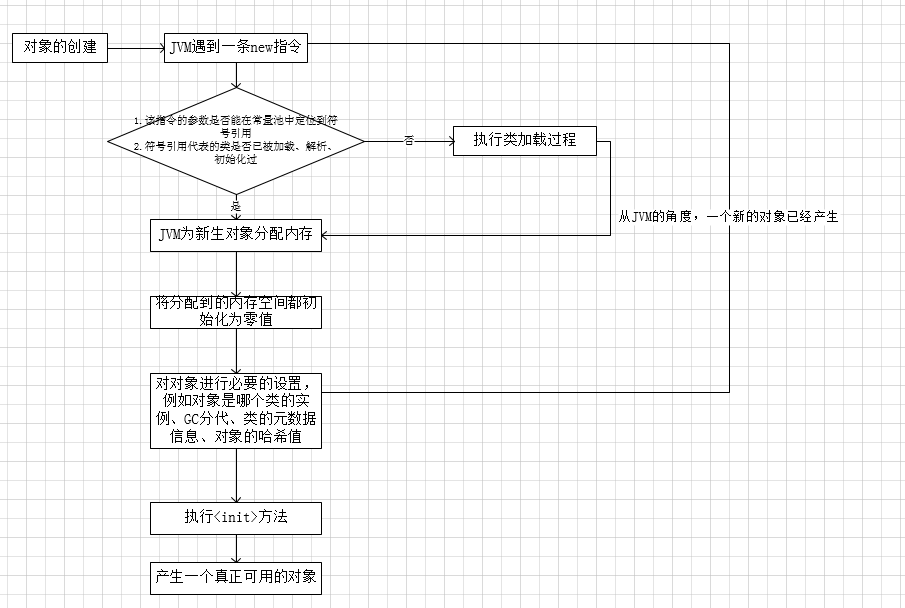 对象的创建
JVM遇到一条new指令
1.该指令的参数是否能在常量池中定位到符
号引用
2.符号引用代表的类是否已被加载、解析、
初始化过
否
执行类加载过程
是
从JVM的角度，一个新的对象已经产生
JVM为新生对象分配内存
将分配到的内存空间都初
始化为零值
对对象进行必要的设置，
例如对象是哪个类的实
例、GC分代、类的元数据
信息、对象的哈希值
执行<init>方法
产生一个真正可用的对象